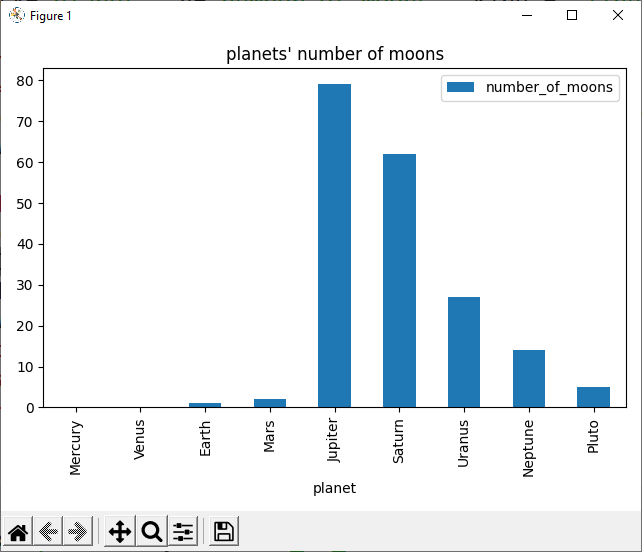 Figure 1
planets' number of moons
number_of_moons
80
70
60
50
40
30
20
10
0
Mercury
Venus
Earth
Mars
Jupiter
Saturn
Uranus
Neptune
Pluto
planet